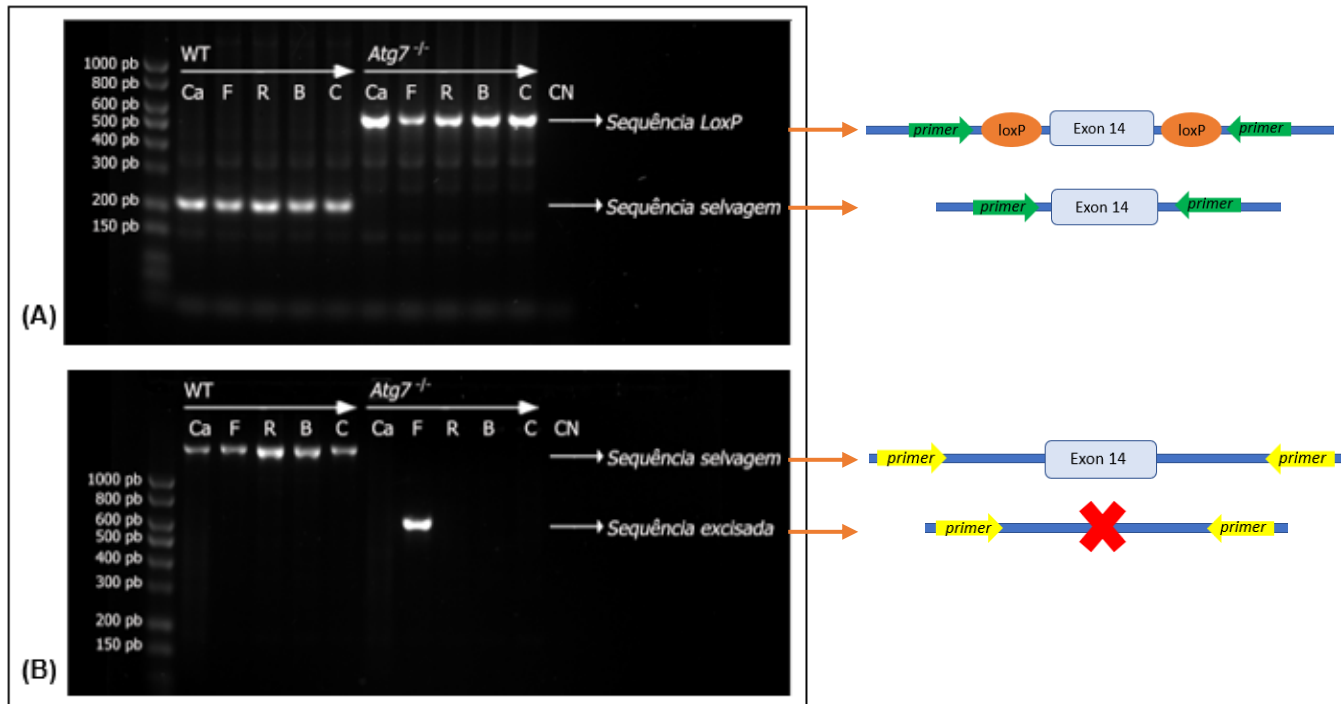 WT
Atg7 -/-
Ca F R B C Ca F R B C CN
1000 pb
800 pb
600 pb
500 pb
400 pb
300 pb
200 pb
150 pb
Sequência LoxP
Sequência selvagem
(A)
primer loxP Exon 14 loxP primer
primer Exon 14 primer
WT
Atg7 -/-
Ca F R B C Ca F R B C CN
1000 pb
800 pb
600 pb
500 pb
400 pb
300 pb
200 pb
150 pb
Sequência selvagem
Sequência excisada
(B)
primer Exon 14 primer
primer primer